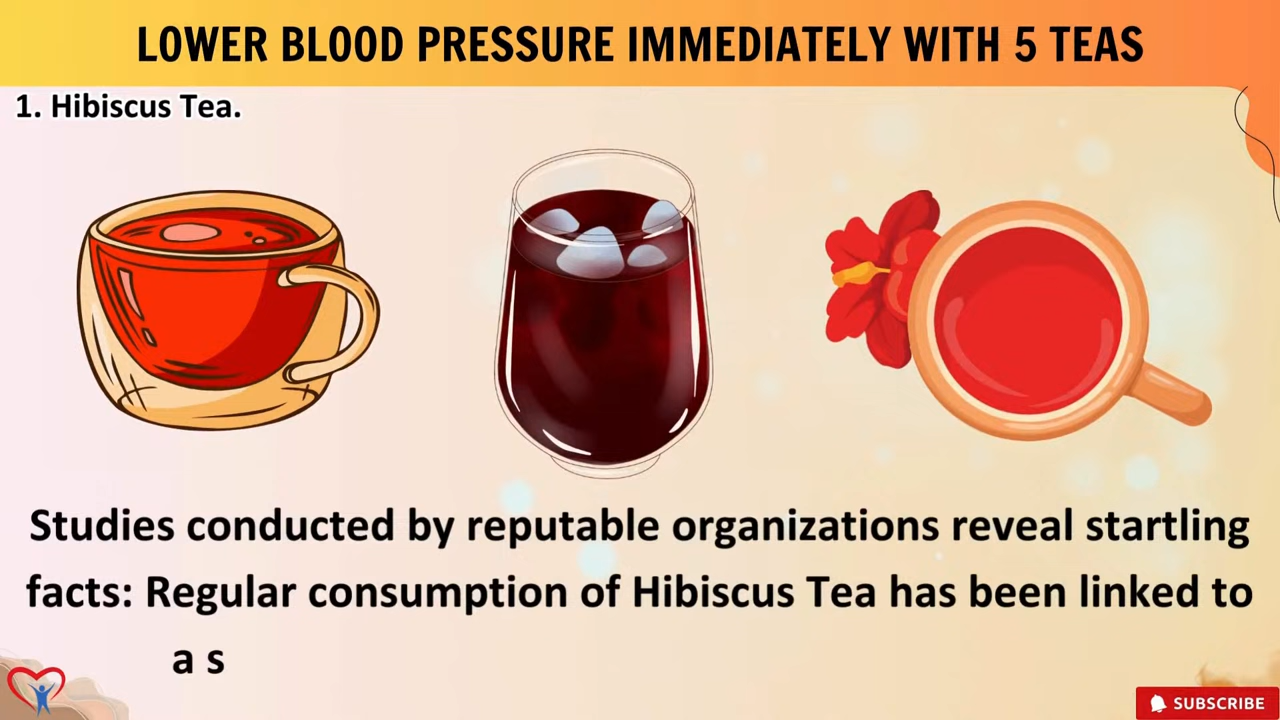 LOWER BLOOD PRESSURE IMMEDIATELY WITH 5 TEAS
1. Hibiscus Tea.
Studies conducted by reputable organizations reveal startling
facts: Regular consumption of Hibiscus Tea has been linked to
a s
SUBSCRIBE